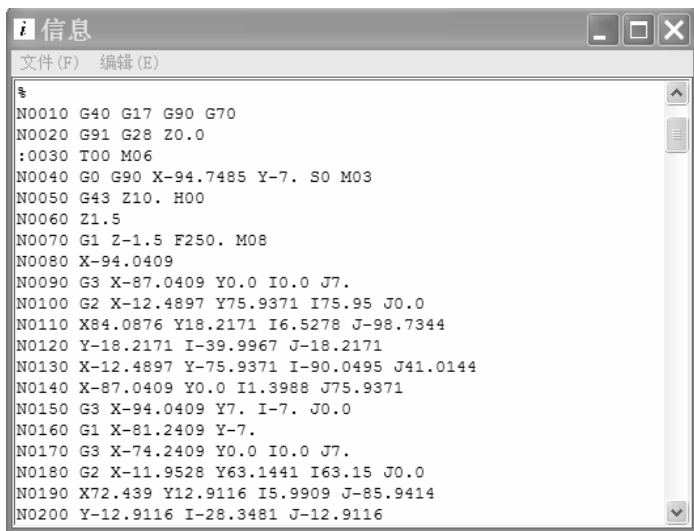 信息
文件(F) 编辑(E)
%
N0010 G40 G17 G90 G70
N0020 G91 G28 Z0.0
:0030 T00 M06
N0040 G0 G90 X-94.7485 Y-7. S0 M03
N0050 G43 Z10. H00
N0060 Z1.5
N0070 G1 Z-1.5 F250. M08
N0080 X-94.0409
N0090 G3 X-87.0409 Y0.0 I0.0 J7.
N0100 G2 X-12.4897 Y75.9371 I75.95 J0.0
N0110 X84.0876 Y18.2171 I6.5278 J-98.7344
N0120 Y-18.2171 I-39.9967 J-18.2171
N0130 X-12.4897 Y-75.9371 I-90.0495 J41.0144
N0140 X-87.0409 Y0.0 I1.3988 J75.9371
N0150 G3 X-94.0409 Y7. I-7. J0.0
N0160 G1 X-81.2409 Y-7.
N0170 G3 X-74.2409 Y0.0 I0.0 J7.
N0180 G2 X-11.9528 Y63.1441 I63.15 J0.0
N0190 X72.439 Y12.9116 I5.9909 J-85.9414
N0200 Y-12.9116 I-28.3481 J-12.9116